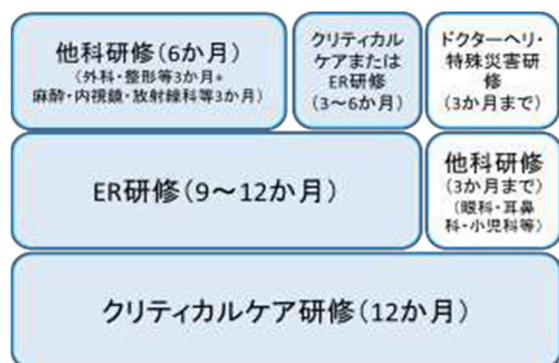 他科研修（6か月）
（外科・整形等3か月+
麻酔・内視鏡・放射線科等3か月）
クリティカル
ケアまたは
ER研修
（3～6か月）
ドクターヘリ・
特殊災害研
修
（3か月まで）
ER研修（9～12か月）
他科研修
（3か月まで）
（眼科・耳鼻
科・小児科等）
クリティカルケア研修（12か月）